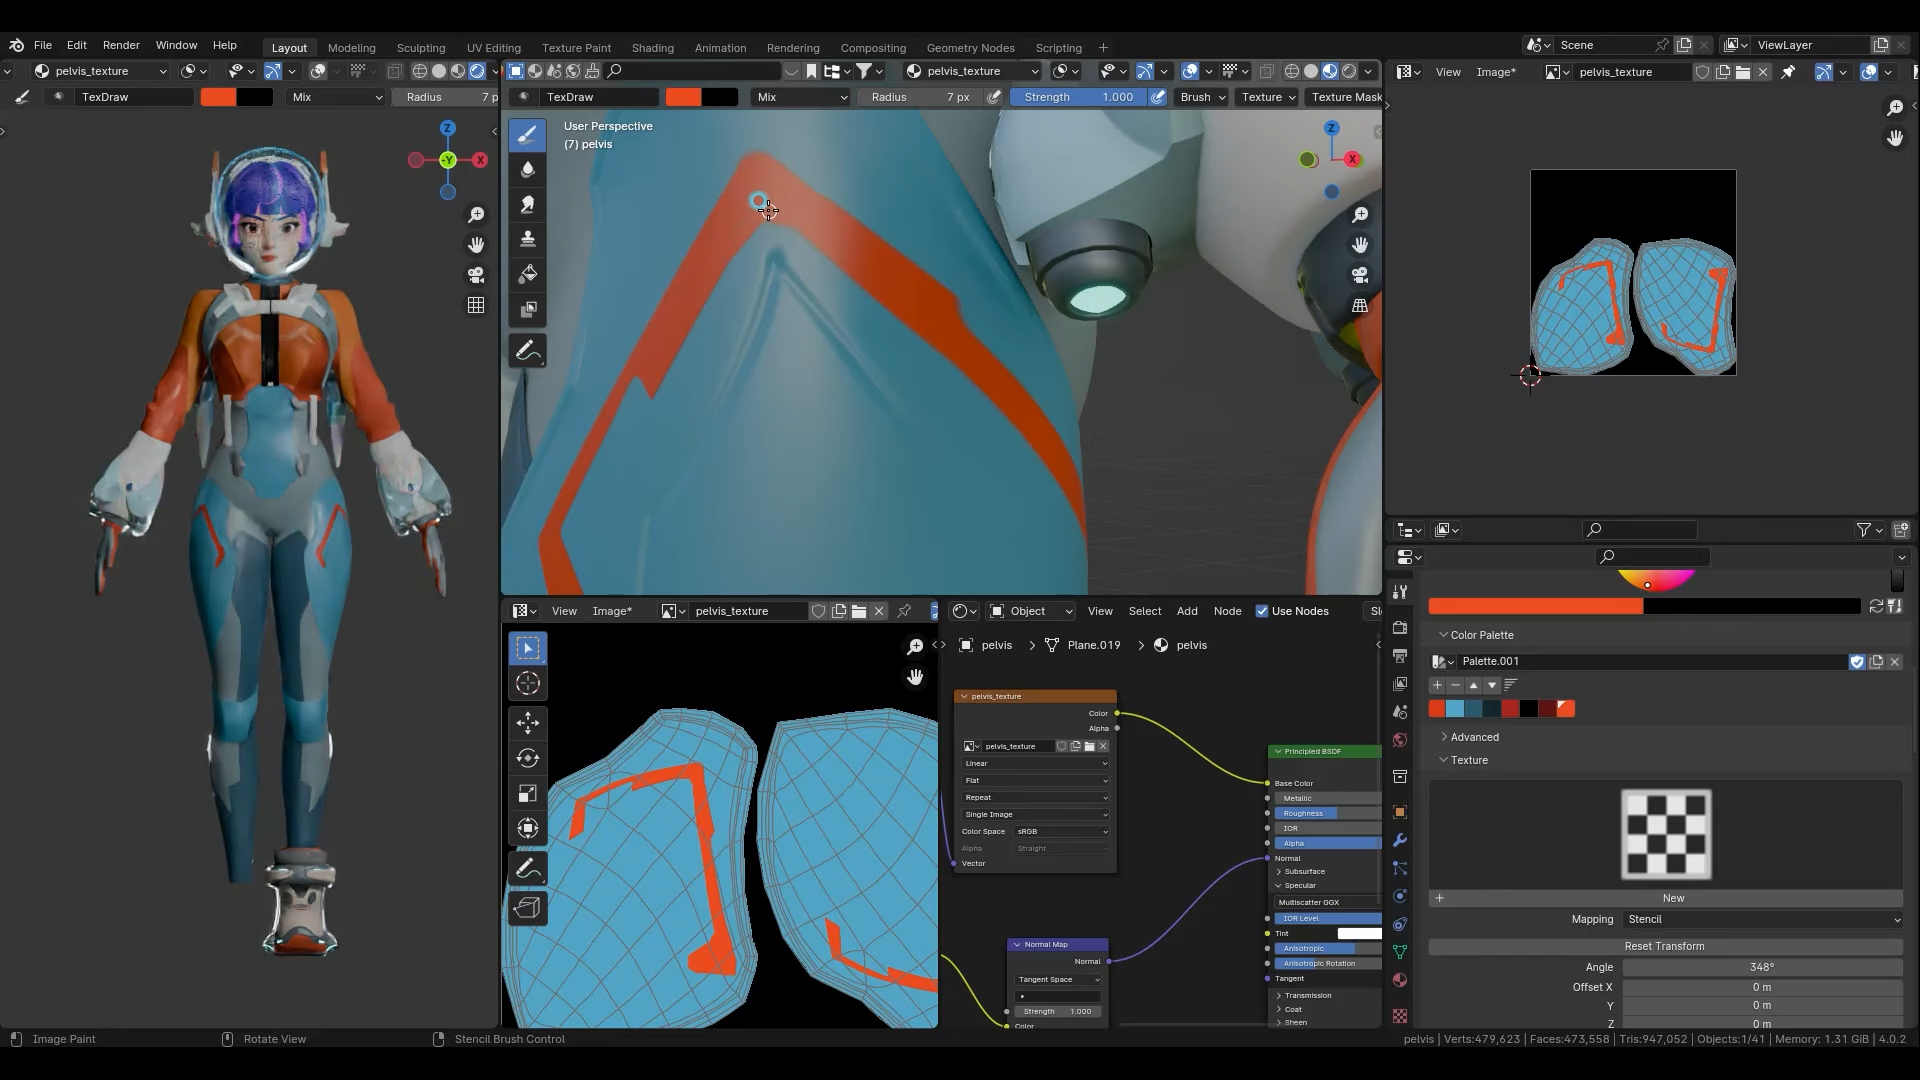 File Edit Render Window Help
Layout Modeling Sculpting UV Editing Texture Paint Shading Animation Rendering Compositing Geometry Nodes Scripting +
Scene
ViewLayer
pelvis_texture
pelvis_texture
View Image*
pelvis_texture
TexDraw
Mix
Radius 7 p
TexDraw
Mix
Radius 7 px
Strength 1.000
Brush
Texture
Texture Mask
User Perspective
(7) pelvis
Z
-Y
X
Z
X
View Image*
pelvis_texture
Object
View Select Add Node
Use Nodes
Sl
pelvis > Plane.019 > pelvis
pelvis_texture
Color
Alpha
pelvis_texture
Linear
Flat
Repeat
Single Image
Color Space sRGB
Alpha Straight
Vector
Normal Map
Normal
Tangent Space
Strength 1.000
Color
Principled BSDF
Base Color
Metallic
Roughness
IOR
Alpha
Normal
Subsurface
Specular
Multiscatter GGX
IOR Level
Tint
Anisotropic
Anisotropic Rotation
Tangent
Transmission
Coat
Sheen
Color Palette
Palette.001
Advanced
Texture
New
Mapping Stencil
Reset Transform
Angle 348°
Offset X 0 m
Y 0 m
Z 0 m
Image Paint
Rotate View
Stencil Brush Control
pelvis | Verts:479,623 | Faces:473,558 | Tris:947,052 | Objects:1/41 | Memory: 1.31 GiB | 4.0.2